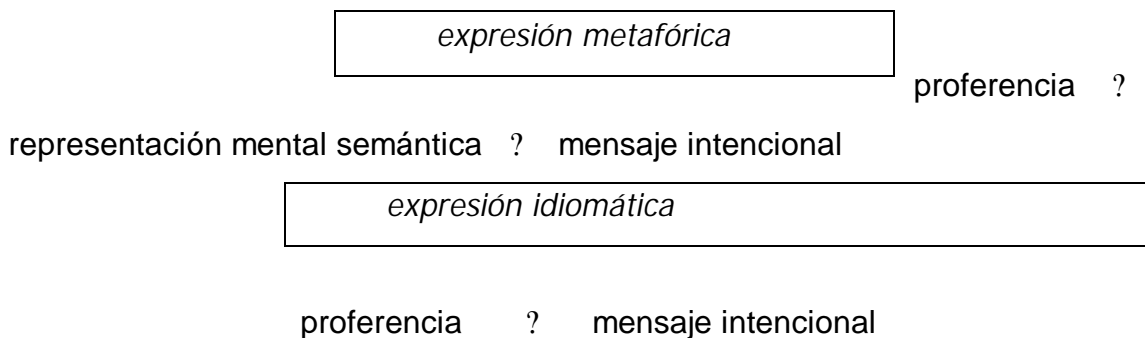 expresión metafórica
proferencia ?
representación mental semántica ? mensaje intencional
expresión idiomática
proferencia ? mensaje intencional